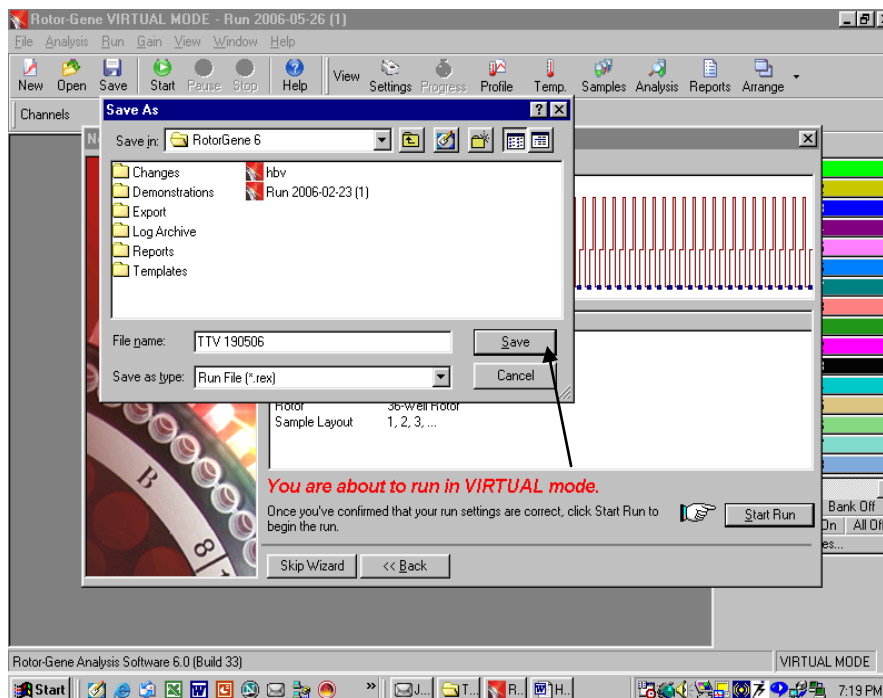 Rotor-Gene VIRTUAL MODE - Run 2006-05-26 (1)
File Analysis Run Gain View Window Help
New Open Save Start Pause Stop Help View Settings Progress Profile Temp. Samples Analysis Reports Arrange
Channels
Save As
Save in: RotorGene 6
Changes
Demonstrations
Export
Log Archive
Reports
Templates
hbv
Run 2006-02-23 (1)
File name: TTV 190506 Save
Save as type: Run File (*.rex) Cancel
Rotor 36-Well Rotor
Sample Layout 1, 2, 3, ...
You are about to run in VIRTUAL mode.
Once you've confirmed that your run settings are correct, click Start Run to
begin the run.
Start Run
Skip Wizard << Back
Bank Off
On All Of
es...
B
8
Rotor-Gene Analysis Software 6.0 (Build 33) VIRTUAL MODE
Start » J... T... R.. H.. 7:19 PM